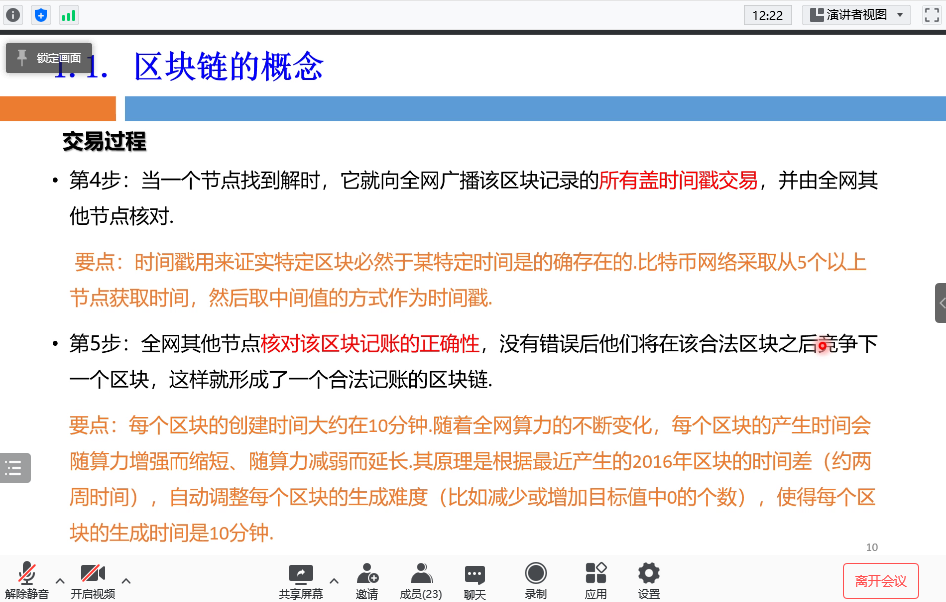 12:22
演讲者视图
锁定画面
1.1. 区块链的概念
交易过程
• 第4步：当一个节点找到解时，它就向全网广播该区块记录的所有盖时间戳交易，并由全网其
他节点核对.
要点：时间戳用来证实特定区块必然于某特定时间是的确存在的.比特币网络采取从5个以上
节点获取时间，然后取中间值的方式作为时间戳.
• 第5步：全网其他节点核对该区块记账的正确性，没有错误后他们将在该合法区块之后竞争下
一个区块，这样就形成了一个合法记账的区块链.
要点：每个区块的创建时间大约在10分钟.随着全网算力的不断变化，每个区块的产生时间会
随算力增强而缩短、随算力减弱而延长.其原理是根据最近产生的2016年区块的时间差（约两
周时间），自动调整每个区块的生成难度（比如减少或增加目标值中0的个数），使得每个区
块的生成时间是10分钟.
10
解除静音 开启视频 共享屏幕 邀请 成员(23) 聊天 录制 应用 设置 离开会议